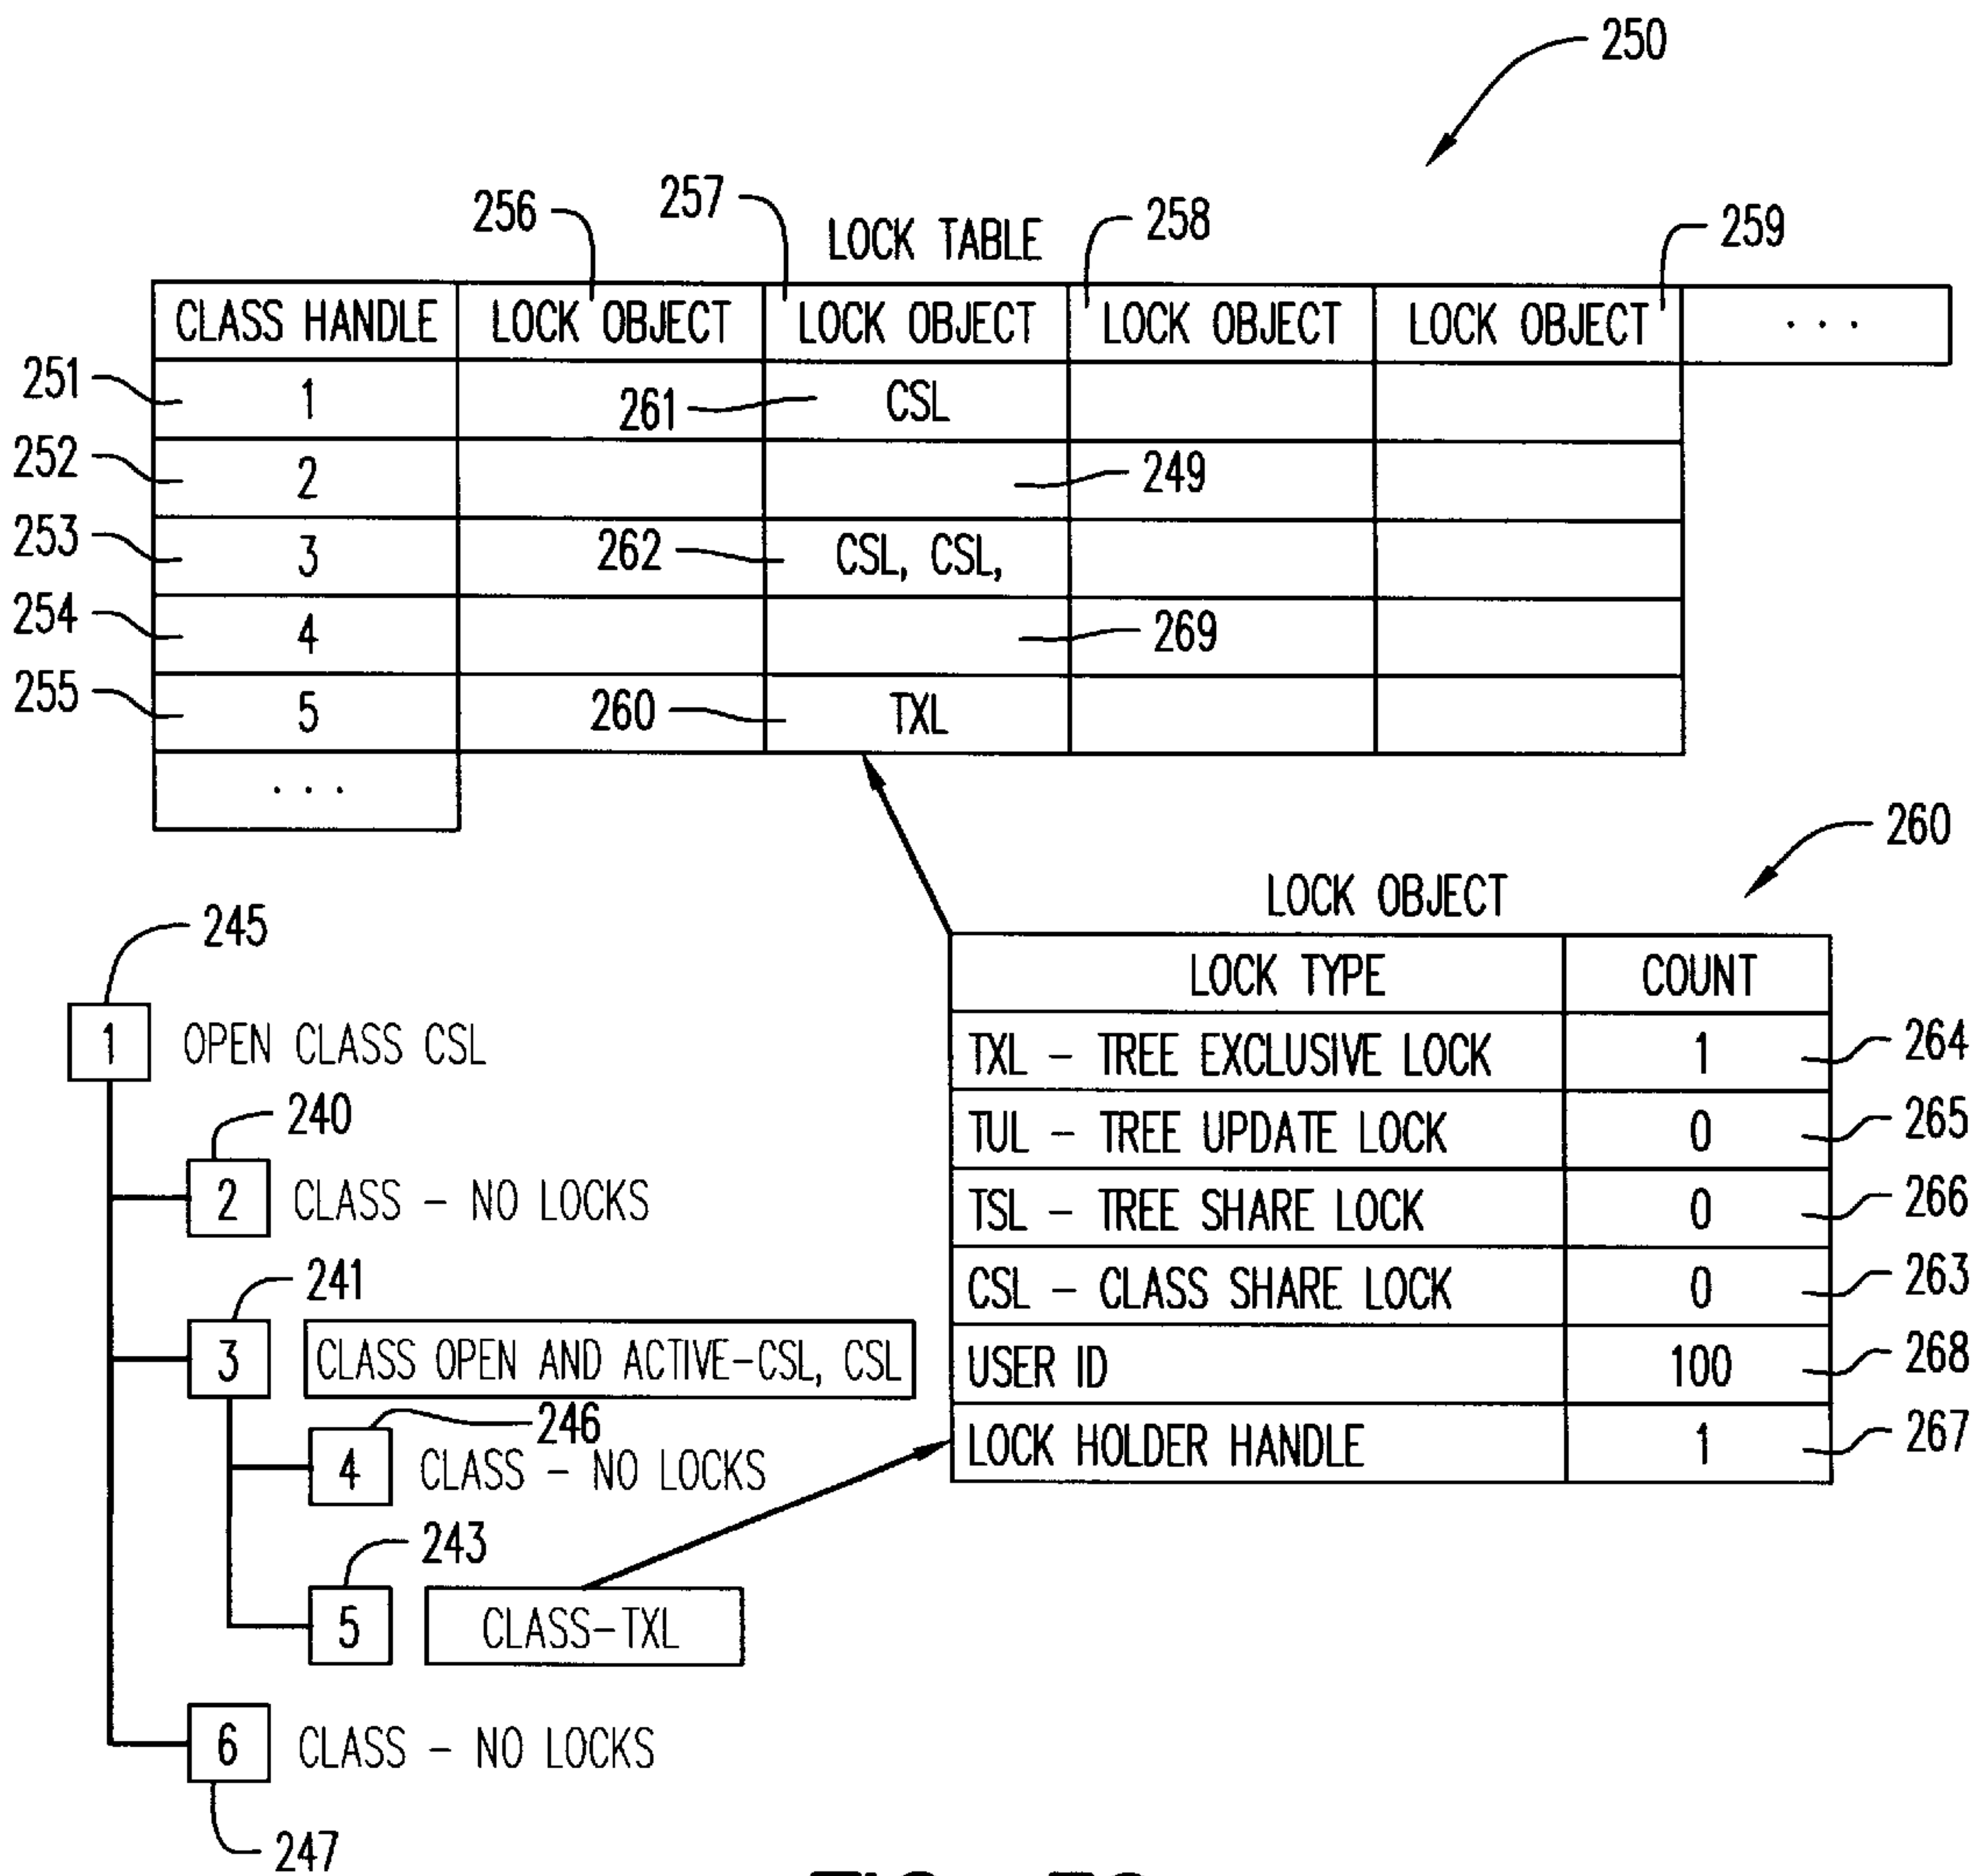 250
256 257 LOCK TABLE 258 259
CLASS HANDLE LOCK OBJECT LOCK OBJECT LOCK OBJECT LOCK OBJECT . . .
251 1 261 CSL
252 2 249
253 3 262 CSL, CSL,
254 4 269
255 5 260 TXL
. . .
260
LOCK OBJECT
LOCK TYPE COUNT
TXL – TREE EXCLUSIVE LOCK 1 264
TUL – TREE UPDATE LOCK 0 265
TSL – TREE SHARE LOCK 0 266
CSL – CLASS SHARE LOCK 0 263
USER ID 100 268
LOCK HOLDER HANDLE 1 267
245
1 OPEN CLASS CSL
240
2 CLASS – NO LOCKS
241
3 CLASS OPEN AND ACTIVE-CSL, CSL
246
4 CLASS – NO LOCKS
243
5 CLASS-TXL
6 CLASS – NO LOCKS
247